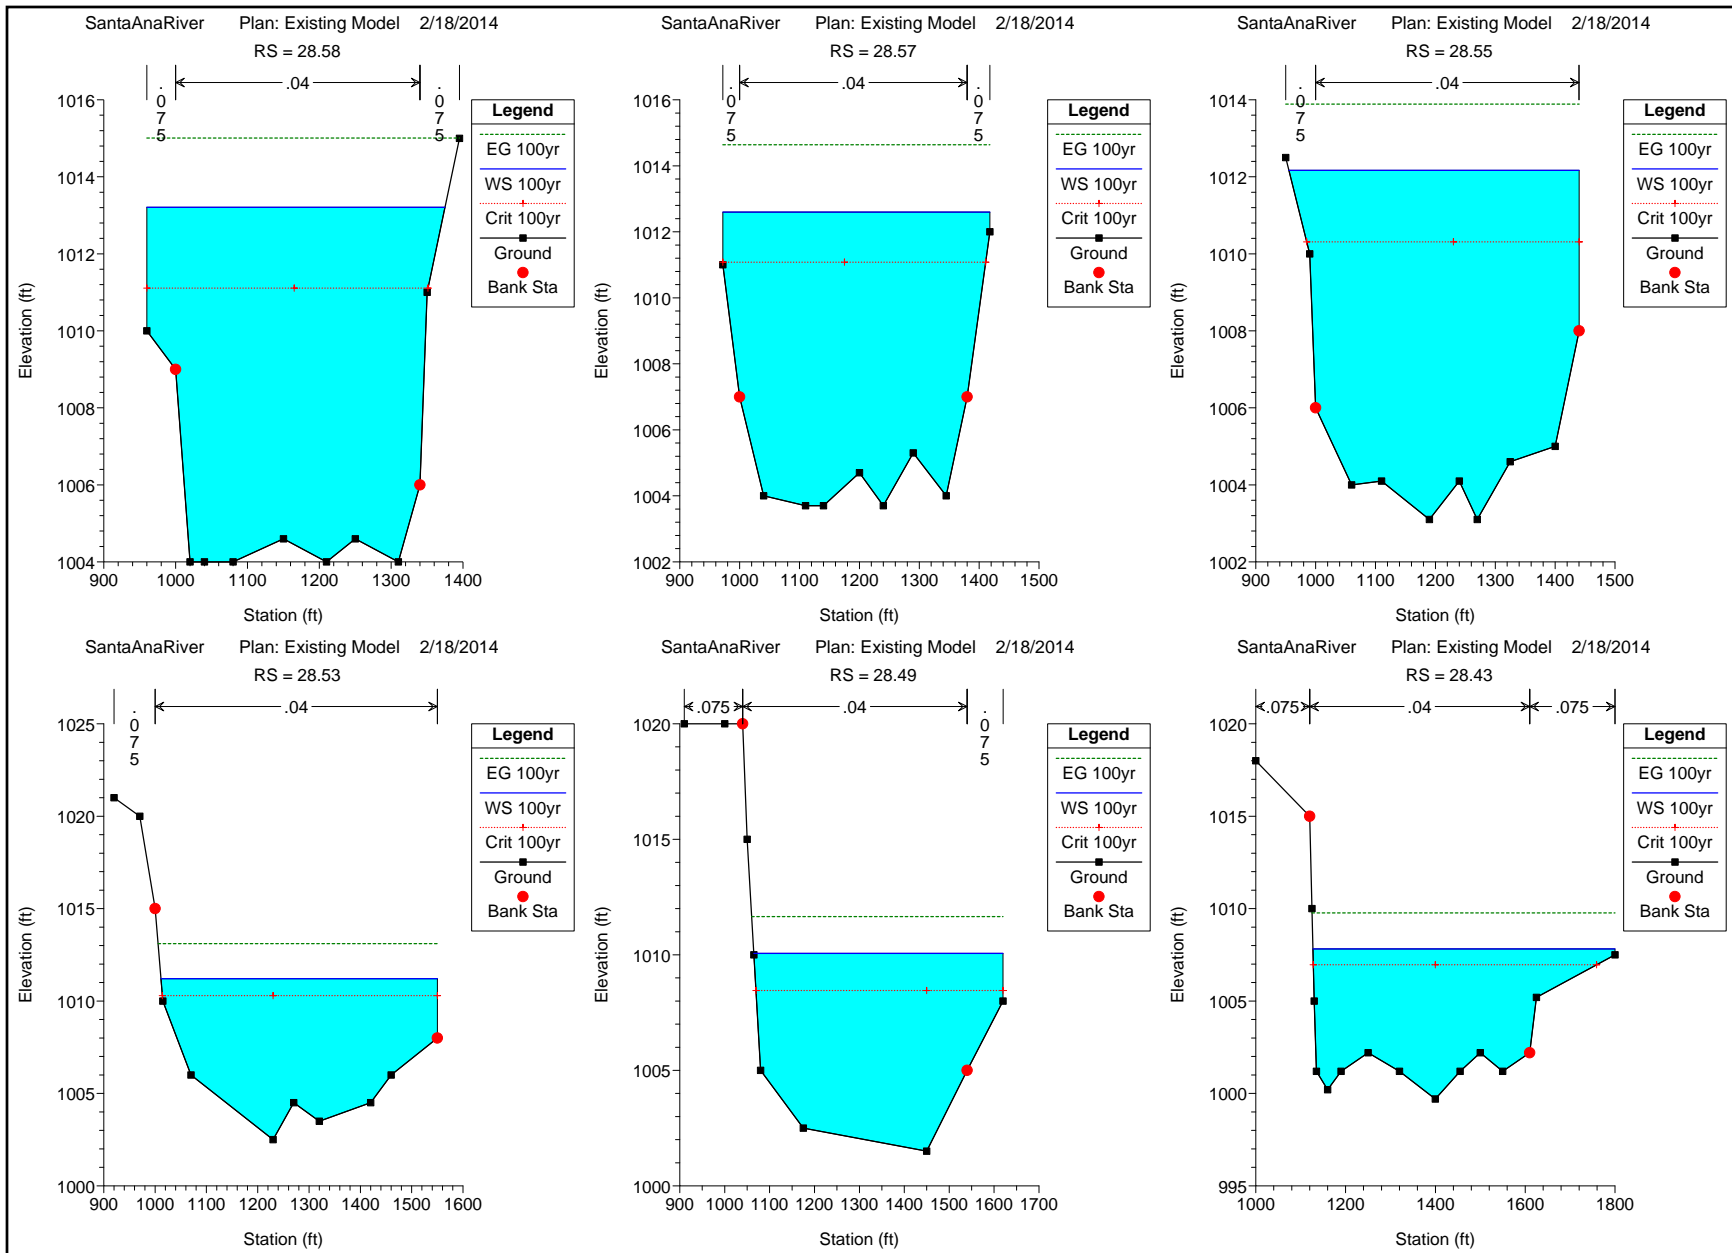 SantaAnaRiver Plan: Existing Model 2/18/2014
RS = 28.58
.075 .04 .075
Elevation (ft)
1016
1014
1012
1010
1008
1006
1004
900 1000 1100 1200 1300 1400
Station (ft)
Legend
EG 100yr
WS 100yr
Crit 100yr
Ground
Bank Sta
SantaAnaRiver Plan: Existing Model 2/18/2014
RS = 28.57
.075 .04 .075
Elevation (ft)
1016
1014
1012
1010
1008
1006
1004
1002
900 1000 1100 1200 1300 1400 1500
Station (ft)
Legend
EG 100yr
WS 100yr
Crit 100yr
Ground
Bank Sta
SantaAnaRiver Plan: Existing Model 2/18/2014
RS = 28.55
.075 .04
Elevation (ft)
1014
1012
1010
1008
1006
1004
1002
900 1000 1100 1200 1300 1400 1500
Station (ft)
Legend
EG 100yr
WS 100yr
Crit 100yr
Ground
Bank Sta
SantaAnaRiver Plan: Existing Model 2/18/2014
RS = 28.53
.075 .04
Elevation (ft)
1025
1020
1015
1010
1005
1000
900 1000 1100 1200 1300 1400 1500 1600
Station (ft)
Legend
EG 100yr
WS 100yr
Crit 100yr
Ground
Bank Sta
SantaAnaRiver Plan: Existing Model 2/18/2014
RS = 28.49
.075 .04 .075
Elevation (ft)
1020
1015
1010
1005
1000
900 1000 1100 1200 1300 1400 1500 1600 1700
Station (ft)
Legend
EG 100yr
WS 100yr
Crit 100yr
Ground
Bank Sta
SantaAnaRiver Plan: Existing Model 2/18/2014
RS = 28.43
.075 .04 .075
Elevation (ft)
1020
1015
1010
1005
1000
995
1000 1200 1400 1600 1800
Station (ft)
Legend
EG 100yr
WS 100yr
Crit 100yr
Ground
Bank Sta